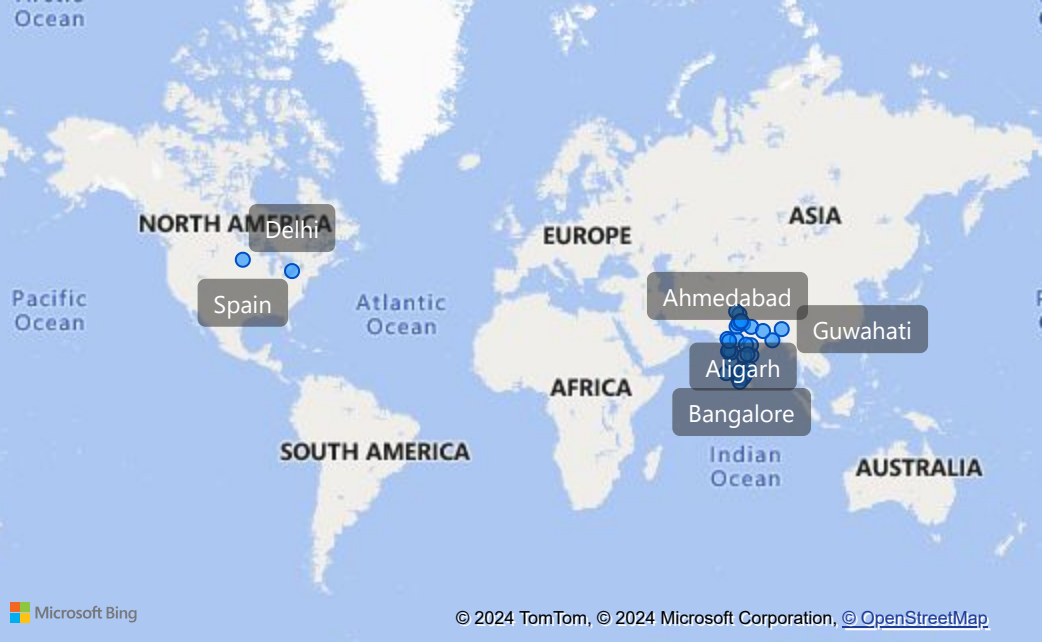 Ocean
NORTH AMERICA
Delhi
ASIA
EUROPE
Pacific
Ocean
Spain
Atlantic
Ocean
Ahmedabad
Guwahati
Aligarh
AFRICA
Bangalore
SOUTH AMERICA
Indian
Ocean
AUSTRALIA
Microsoft Bing
© 2024 TomTom, © 2024 Microsoft Corporation, © OpenStreetMap